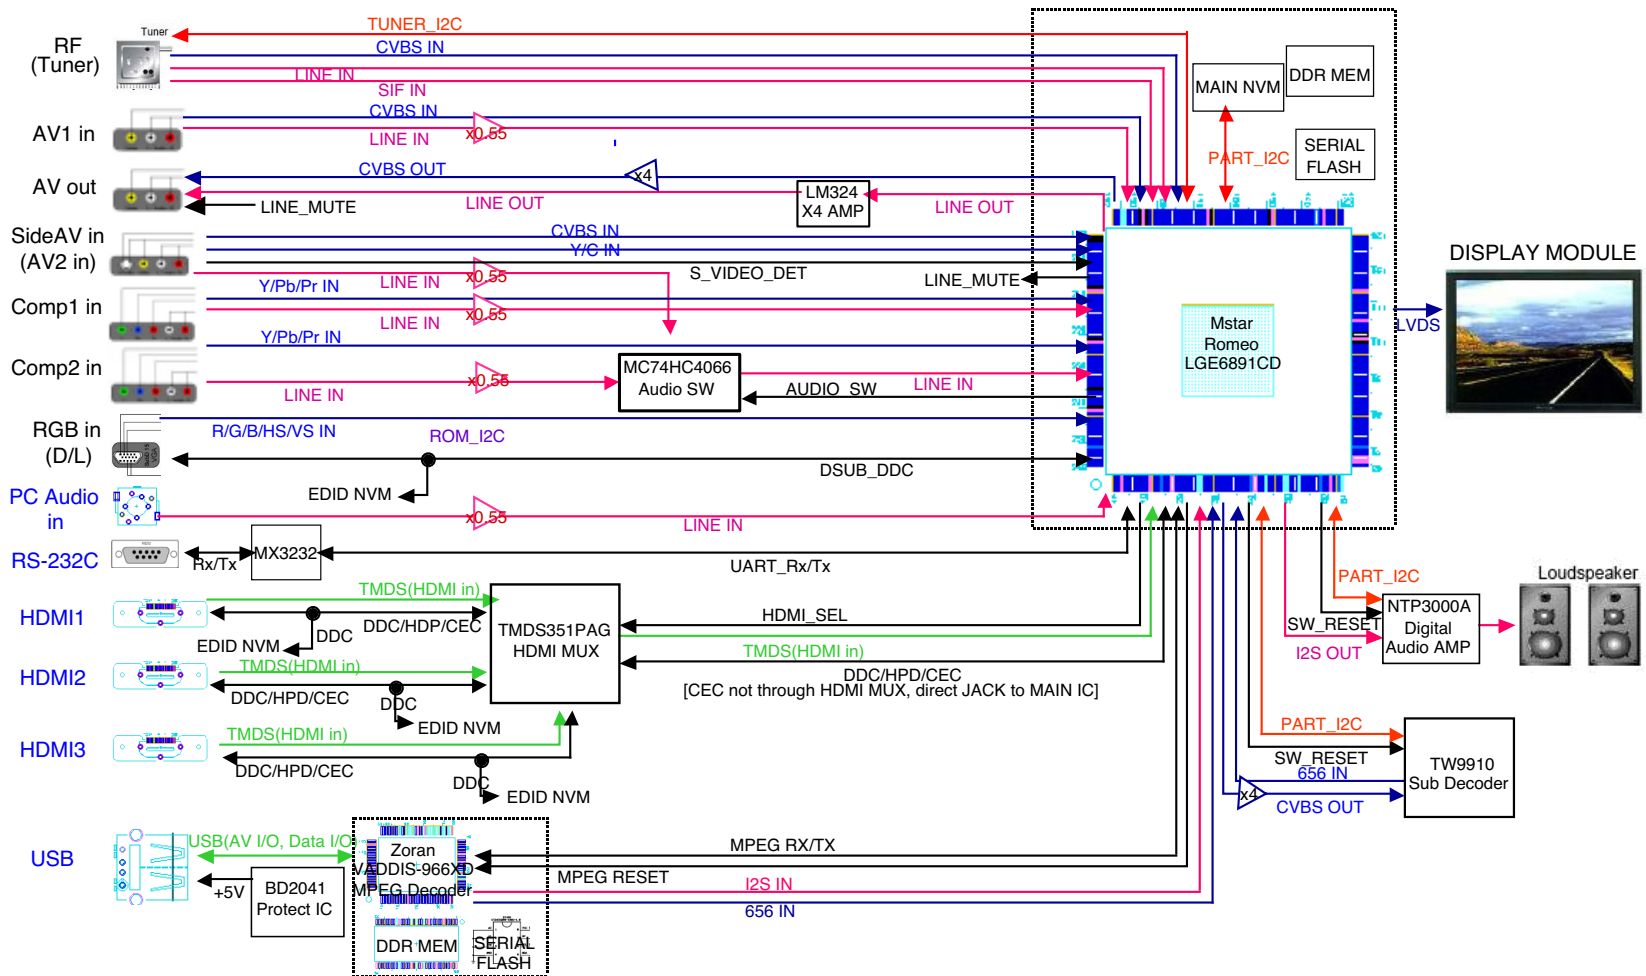 TUNER_I2C
Tuner
RF
(Tuner)
CVBS IN
LINE IN
SIF IN
MAIN NVM
DDR MEM
CVBS IN
AV1 in
x0.55
LINE IN
PART_I2C
SERIAL
FLASH
CVBS OUT
x4
AV out
LINE OUT
LM324
X4 AMP
LINE OUT
LINE_MUTE
SideAV in
(AV2 in)
CVBS IN
Y/C IN
S_VIDEO_DET
x0.55
LINE IN
LINE_MUTE
DISPLAY MODULE
Y/Pb/Pr IN
Comp1 in
x0.55
LINE IN
LVDS
Mstar
Romeo
LGE6891CD
Y/Pb/Pr IN
Comp2 in
x0.55
LINE IN
MC74HC4066
Audio SW
LINE IN
AUDIO_SW
RGB in
(D/L)
R/G/B/HS/VS IN
ROM_I2C
DSUB_DDC
EDID NVM
PC Audio
in
x0.55
LINE IN
RS-232C
Rx/Tx
MX3232
UART_Rx/Tx
HDMI1
TMDS(HDMI in)
DDC/HDP/CEC
DDC
EDID NVM
TMDS351PAG
HDMI MUX
HDMI_SEL
TMDS(HDMI in)
DDC/HPD/CEC
[CEC not through HDMI MUX, direct JACK to MAIN IC]
PART_I2C
SW_RESET
I2S OUT
NTP3000A
Digital
Audio AMP
Loudspeaker
HDMI2
TMDS(HDMI in)
DDC/HPD/CEC
DDC
EDID NVM
HDMI3
TMDS(HDMI in)
DDC/HPD/CEC
DDC
EDID NVM
PART_I2C
SW_RESET
656 IN
x4
CVBS OUT
TW9910
Sub Decoder
USB
USB(AV I/O, Data I/O)
+5V
BD2041
Protect IC
Zoran
VADDIS-966XD
MPEG Decoder
DDR MEM
SERIAL
FLASH
MPEG RX/TX
MPEG RESET
I2S IN
656 IN